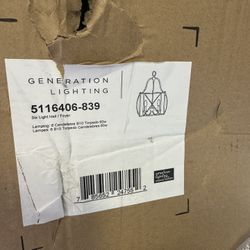 GENERATION
LIGHTING
5116406-839
Six Light Hall / Foyer
Lamping: 6 Candelabra B10 Torpedo 60w
Lampes: 6 B10 Torpedo Candelabres 60w